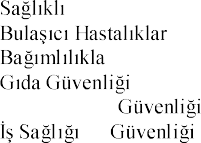 Sağlıklı
Bulaşıcı Hastalıklar
Bağımlılıkla
Gıda Güvenliği
Güvenliği
İş Sağlığı Güvenliği